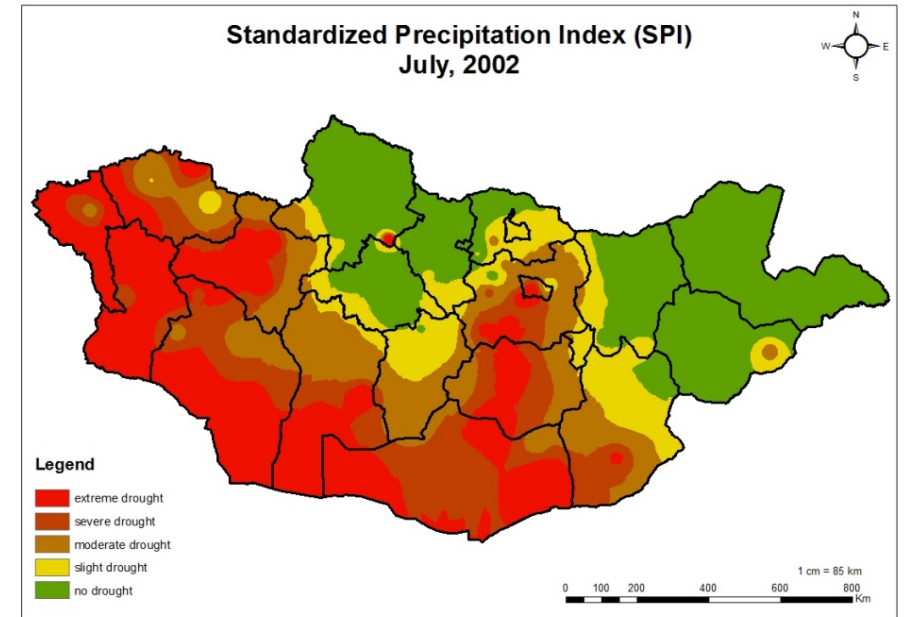 Standardized Precipitation Index (SPI)
July, 2002
N
W
E
S
Legend
extreme drought
severe drought
moderate drought
slight drought
no drought
1 cm = 85 km
0 100 200 400 600 800
Km